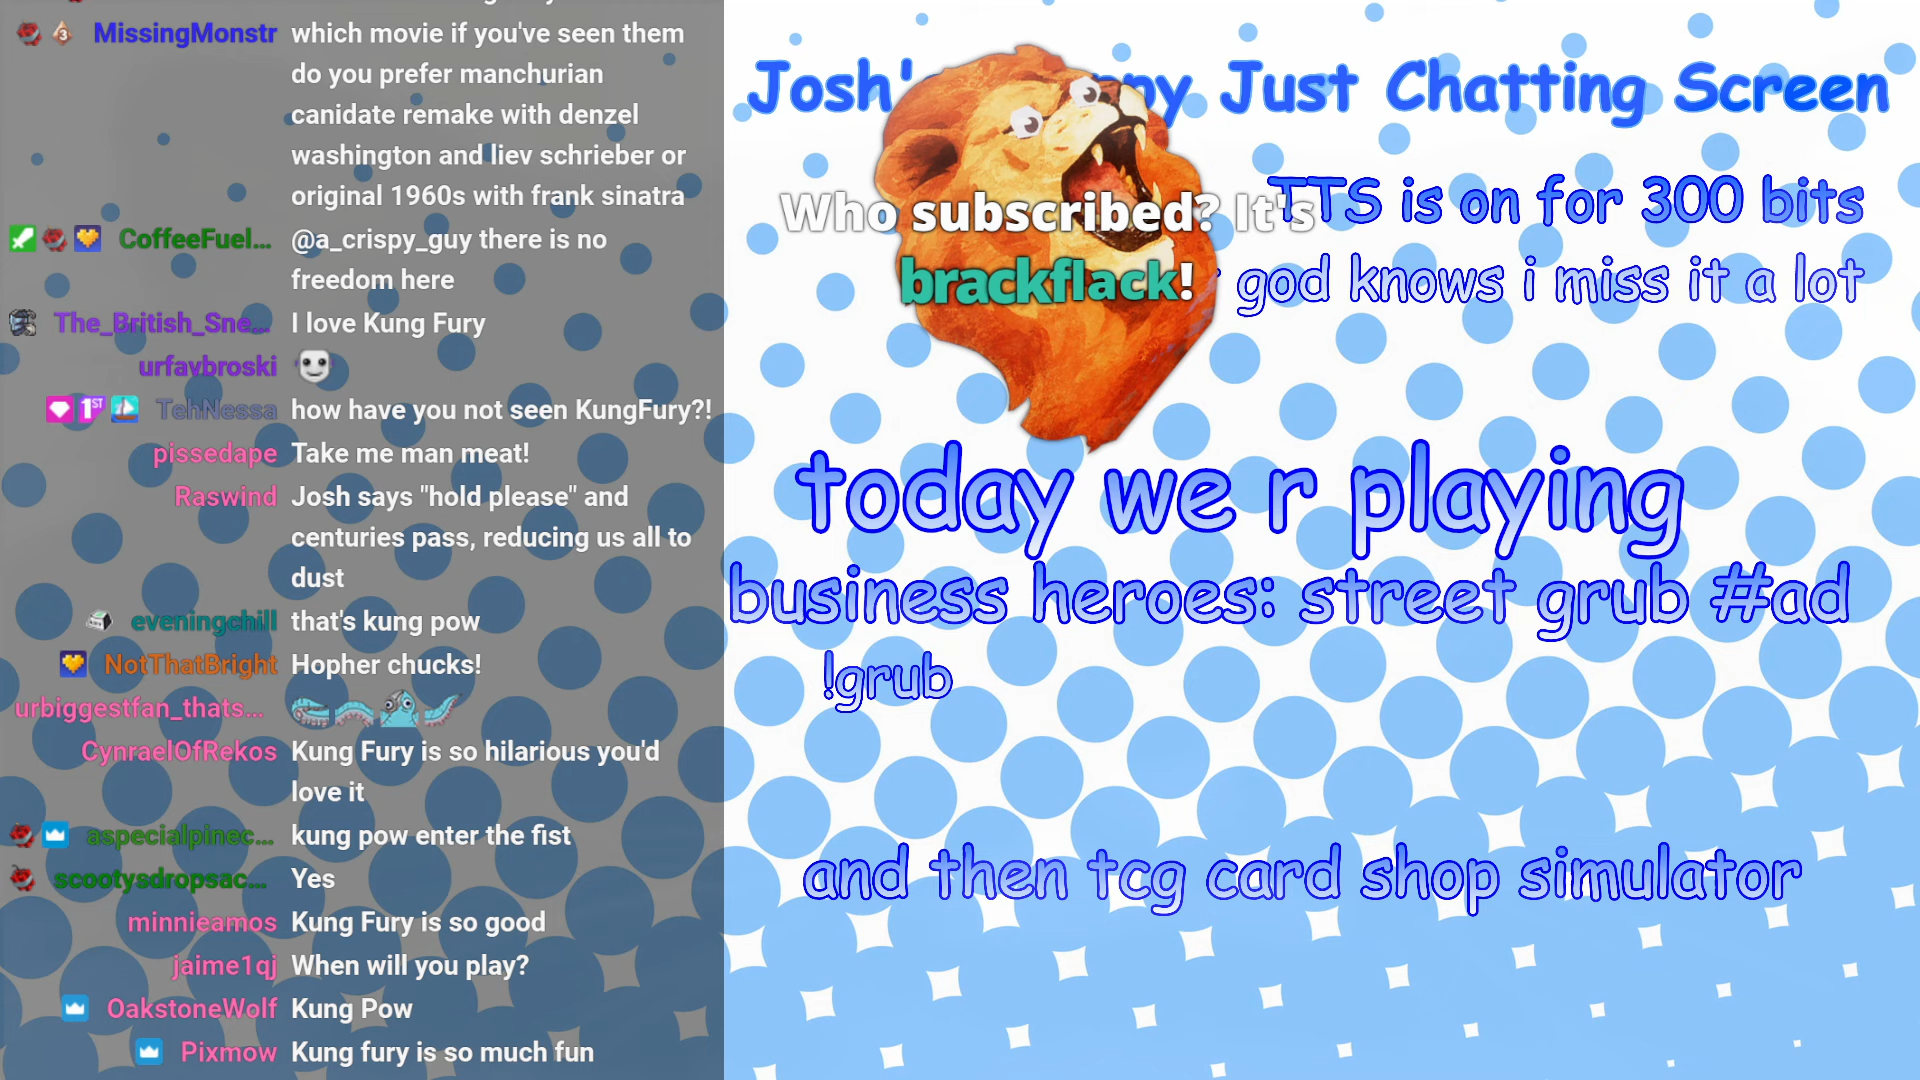 MissingMonstr which movie if you've seen them
do you prefer manchurian
canidate remake with denzel
washington and liev schrieber or
original 1960s with frank sinatra
CoffeeFuel... @a_crispy_guy there is no
freedom here
The_British_Sne... I love Kung Fury
urfavbroski
1ST TehNessa how have you not seen KungFury?!
pissedape Take me man meat!
Raswind Josh says "hold please" and
centuries pass, reducing us all to
dust
eveningchill that's kung pow
NotThatBright Hopher chucks!
urbiggestfan_thats...
CynraelOfRekos Kung Fury is so hilarious you'd
love it
aspecialpinec... kung pow enter the fist
scootysdropsac... Yes
minnieamos Kung Fury is so good
jaime1qj When will you play?
OakstoneWolf Kung Pow
Pixmow Kung fury is so much fun
Josh' Just Chatting Screen
TTS is on for 300 bits
Who subscribed? It's
brackflack!
god knows i miss it a lot
today we r playing
business heroes: street grub #ad
!grub
and then tcg card shop simulator